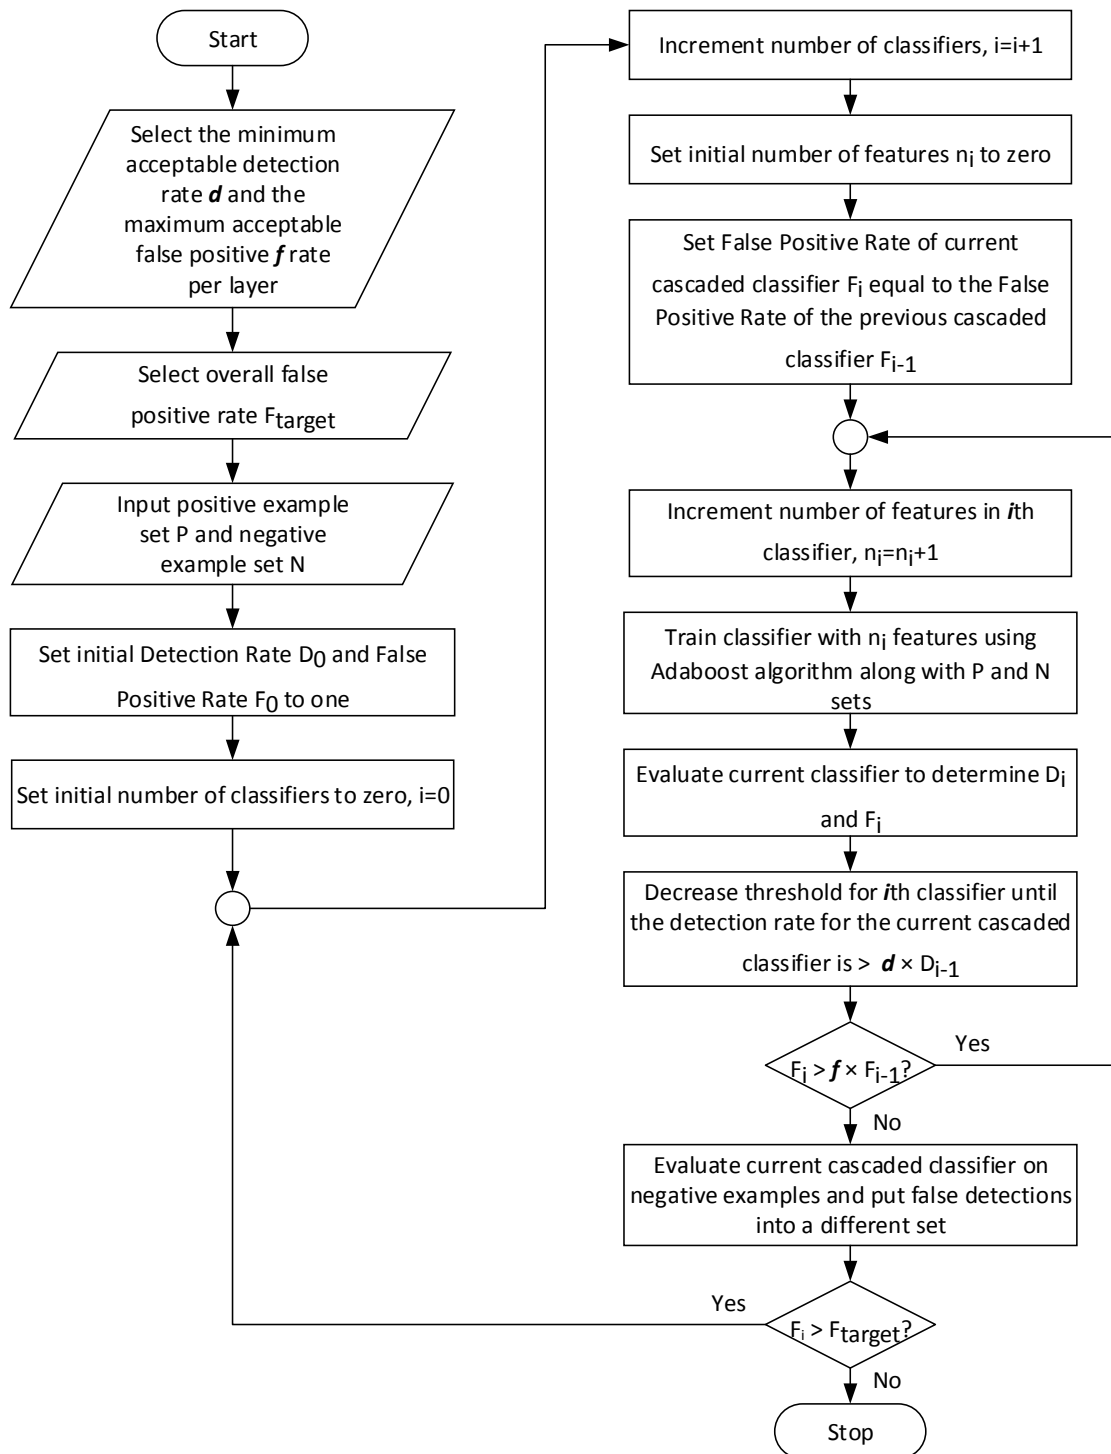 Start
Select the minimum
acceptable detection
rate d and the
maximum acceptable
false positive f rate
per layer
Select overall false
positive rate Ftarget
Input positive example
set P and negative
example set N
Set initial Detection Rate D0 and False
Positive Rate F0 to one
Set initial number of classifiers to zero, i=0
Increment number of classifiers, i=i+1
Set initial number of features ni to zero
Set False Positive Rate of current
cascaded classifier Fi equal to the False
Positive Rate of the previous cascaded
classifier Fi-1
Increment number of features in ith
classifier, ni=ni+1
Train classifier with ni features using
Adaboost algorithm along with P and N
sets
Evaluate current classifier to determine Di
and Fi
Decrease threshold for ith classifier until
the detection rate for the current cascaded
classifier is > d × Di-1
Fi > f × Fi-1?
Yes
No
Evaluate current cascaded classifier on
negative examples and put false detections
into a different set
Fi > Ftarget?
Yes
No
Stop